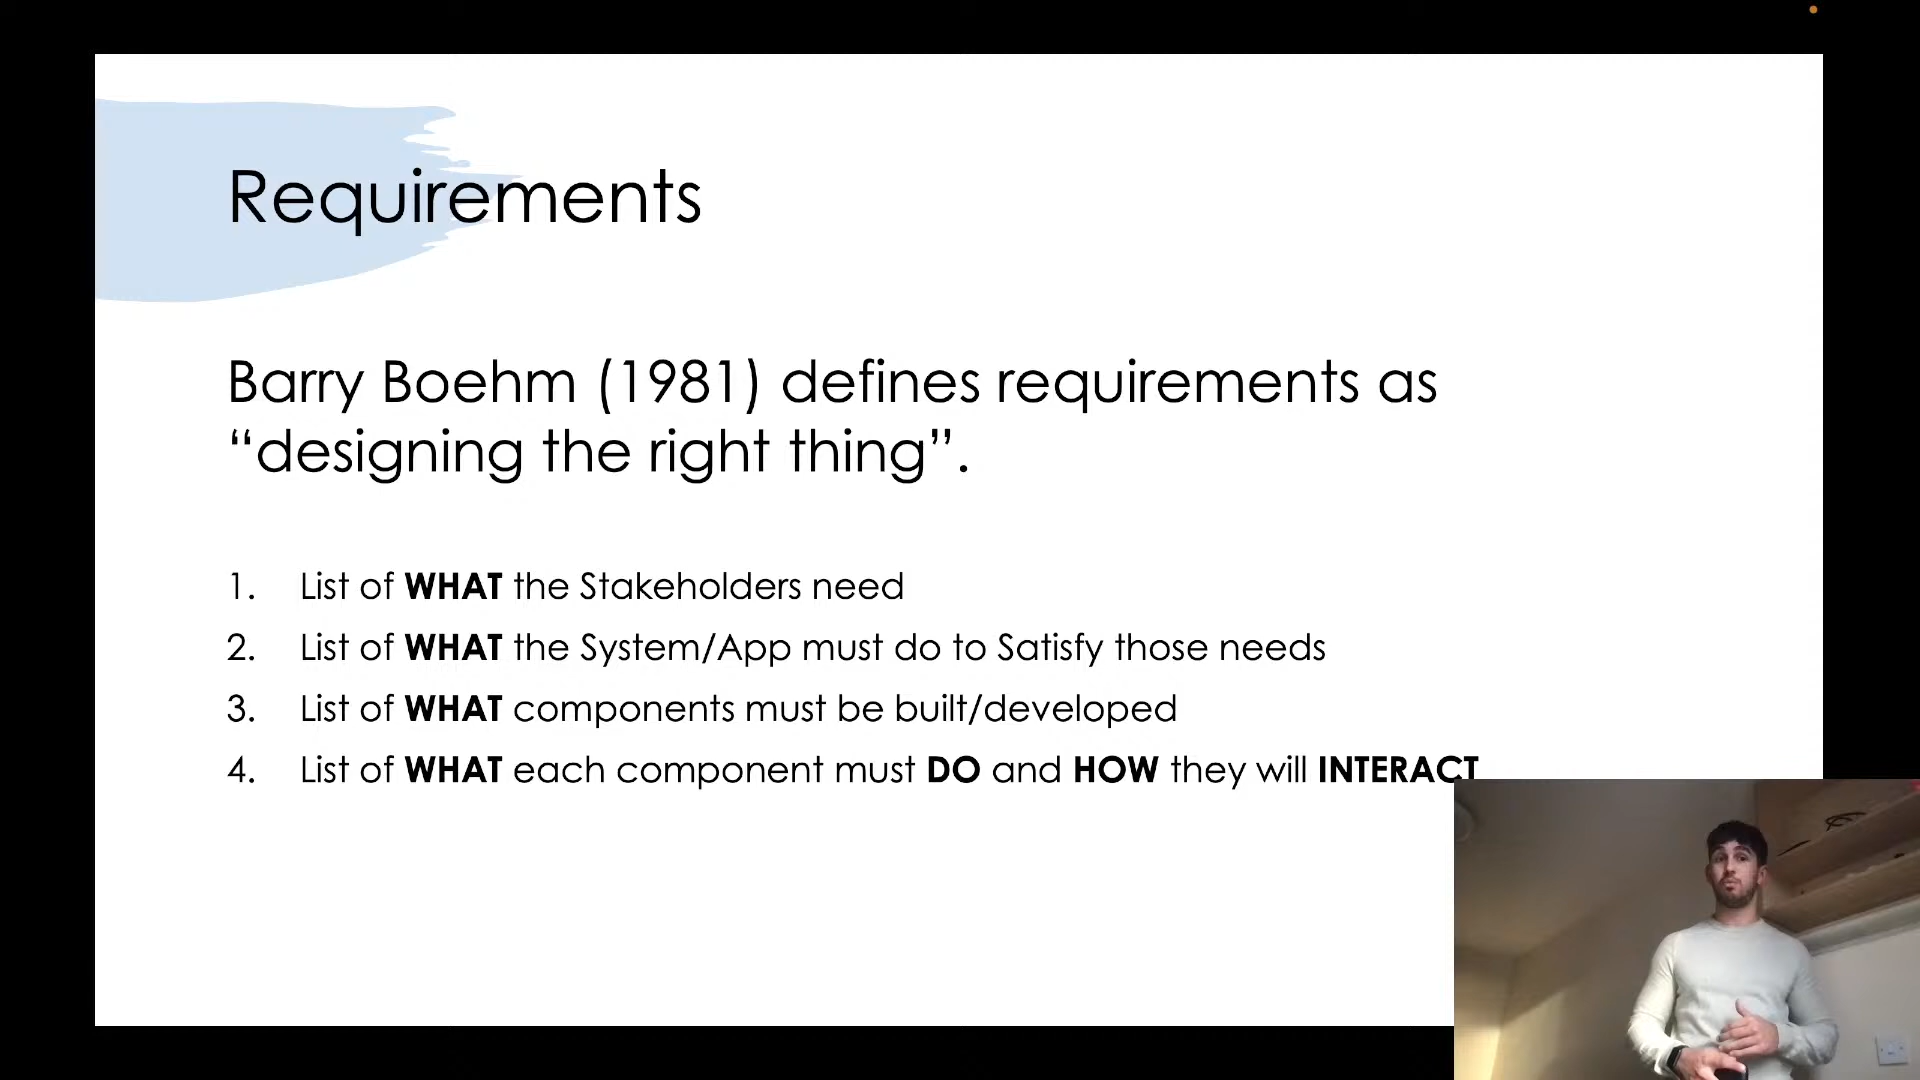 Requirements
Barry Boehm (1981) defines requirements as
“designing the right thing”.
1. List of WHAT the Stakeholders need
2. List of WHAT the System/App must do to Satisfy those needs
3. List of WHAT components must be built/developed
4. List of WHAT each component must DO and HOW they will INTERACT